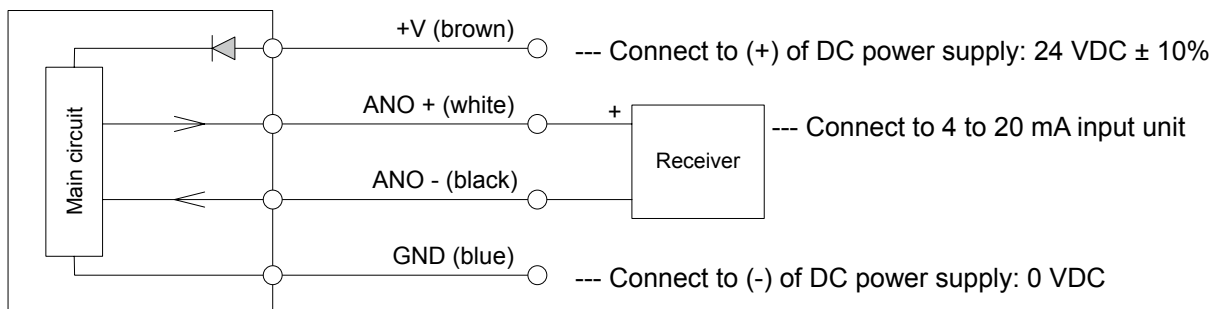 +V (brown)
--- Connect to (+) of DC power supply: 24 VDC ± 10%
Main circuit
ANO + (white)
+
--- Connect to 4 to 20 mA input unit
Receiver
ANO - (black)
GND (blue)
--- Connect to (-) of DC power supply: 0 VDC